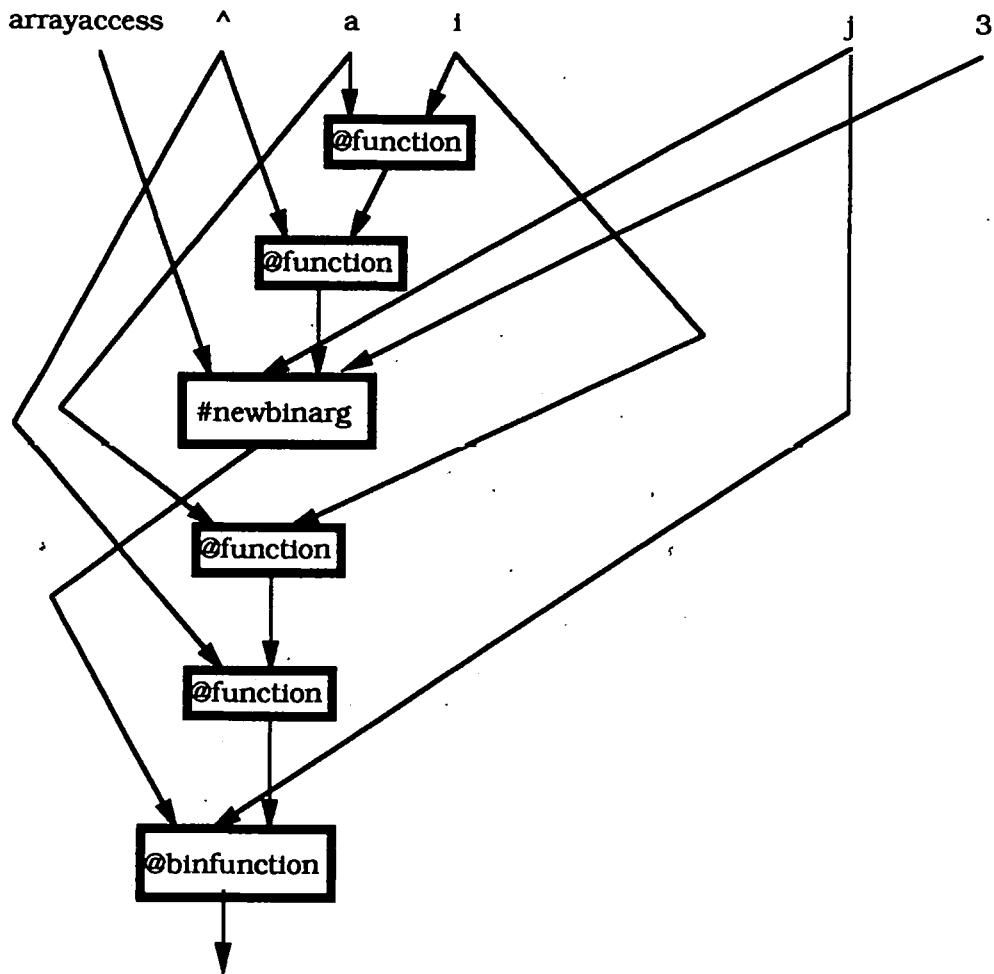 arrayaccess ^ a i j 3
@function
@function
#newbinarg
@function
@function
@binfunction